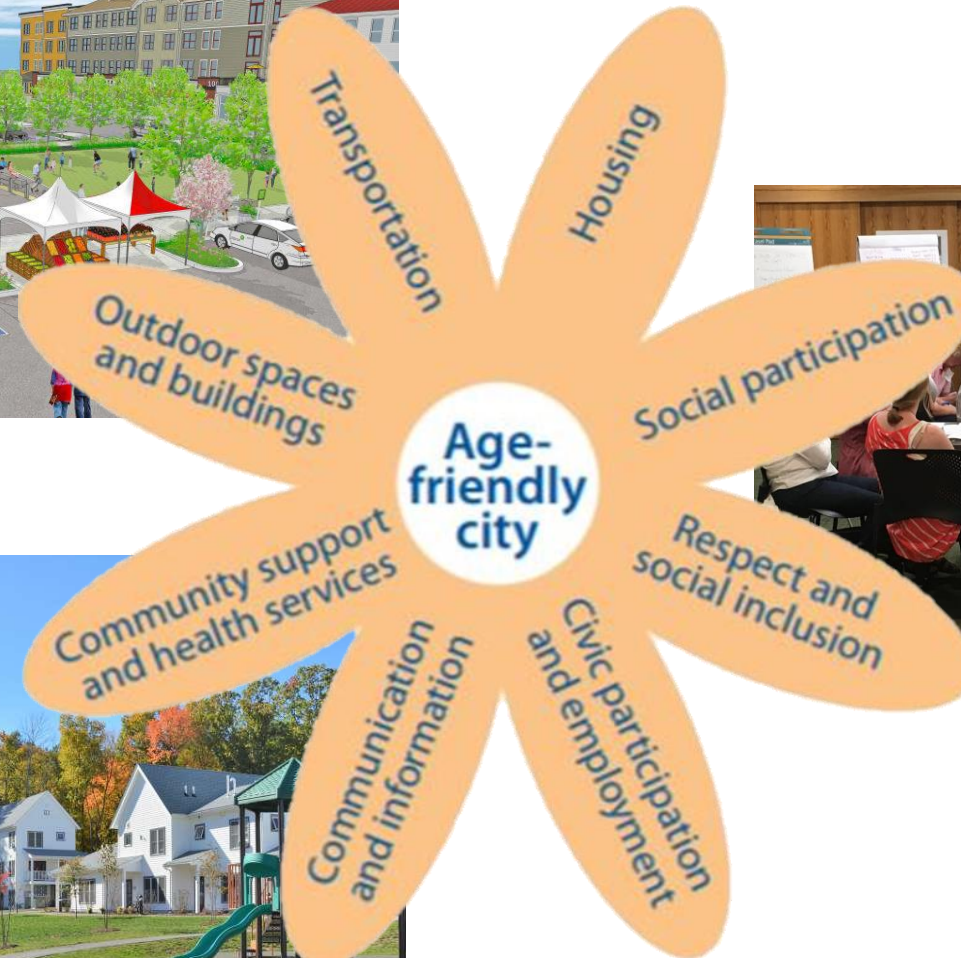 Age-
friendly
city
Transportation
Housing
Social participation
Respect and
social inclusion
Civic participation
and employment
Communication
and information
Community support
and health services
Outdoor spaces
and buildings